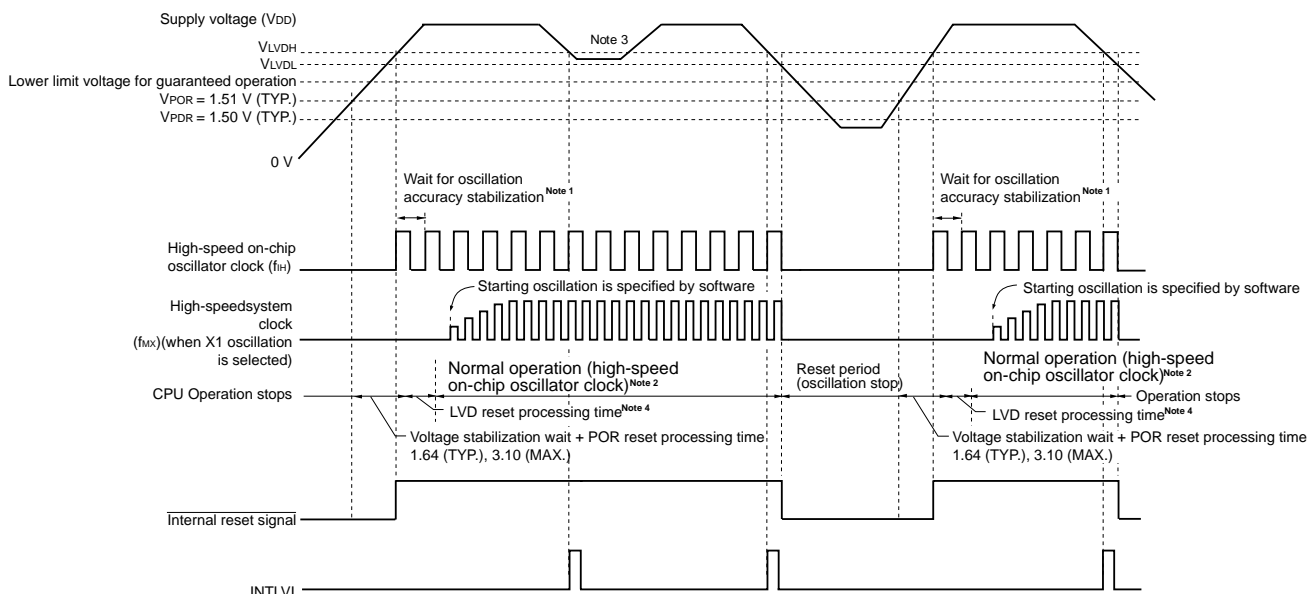 Supply voltage (VDD)
VLVDH
Note 3
VLVDL
Lower limit voltage for guaranteed operation
VPOR = 1.51 V (TYP.)
VPDR = 1.50 V (TYP.)
0 V
Wait for oscillation
accuracy stabilization Note 1
Wait for oscillation
accuracy stabilization Note 1
High-speed on-chip
oscillator clock (fIH)
Starting oscillation is specified by software
Starting oscillation is specified by software
High-speedsystem
clock
(fMX)(when X1 oscillation
is selected)
Normal operation (high-speed
on-chip oscillator clock)Note 2
Reset period
(oscillation stop)
Normal operation (high-speed
on-chip oscillator clock)Note 2
CPU Operation stops
Operation stops
LVD reset processing timeNote 4
LVD reset processing timeNote 4
Voltage stabilization wait + POR reset processing time
1.64 (TYP.), 3.10 (MAX.)
Voltage stabilization wait + POR reset processing time
1.64 (TYP.), 3.10 (MAX.)
Internal reset signal
INTLVI